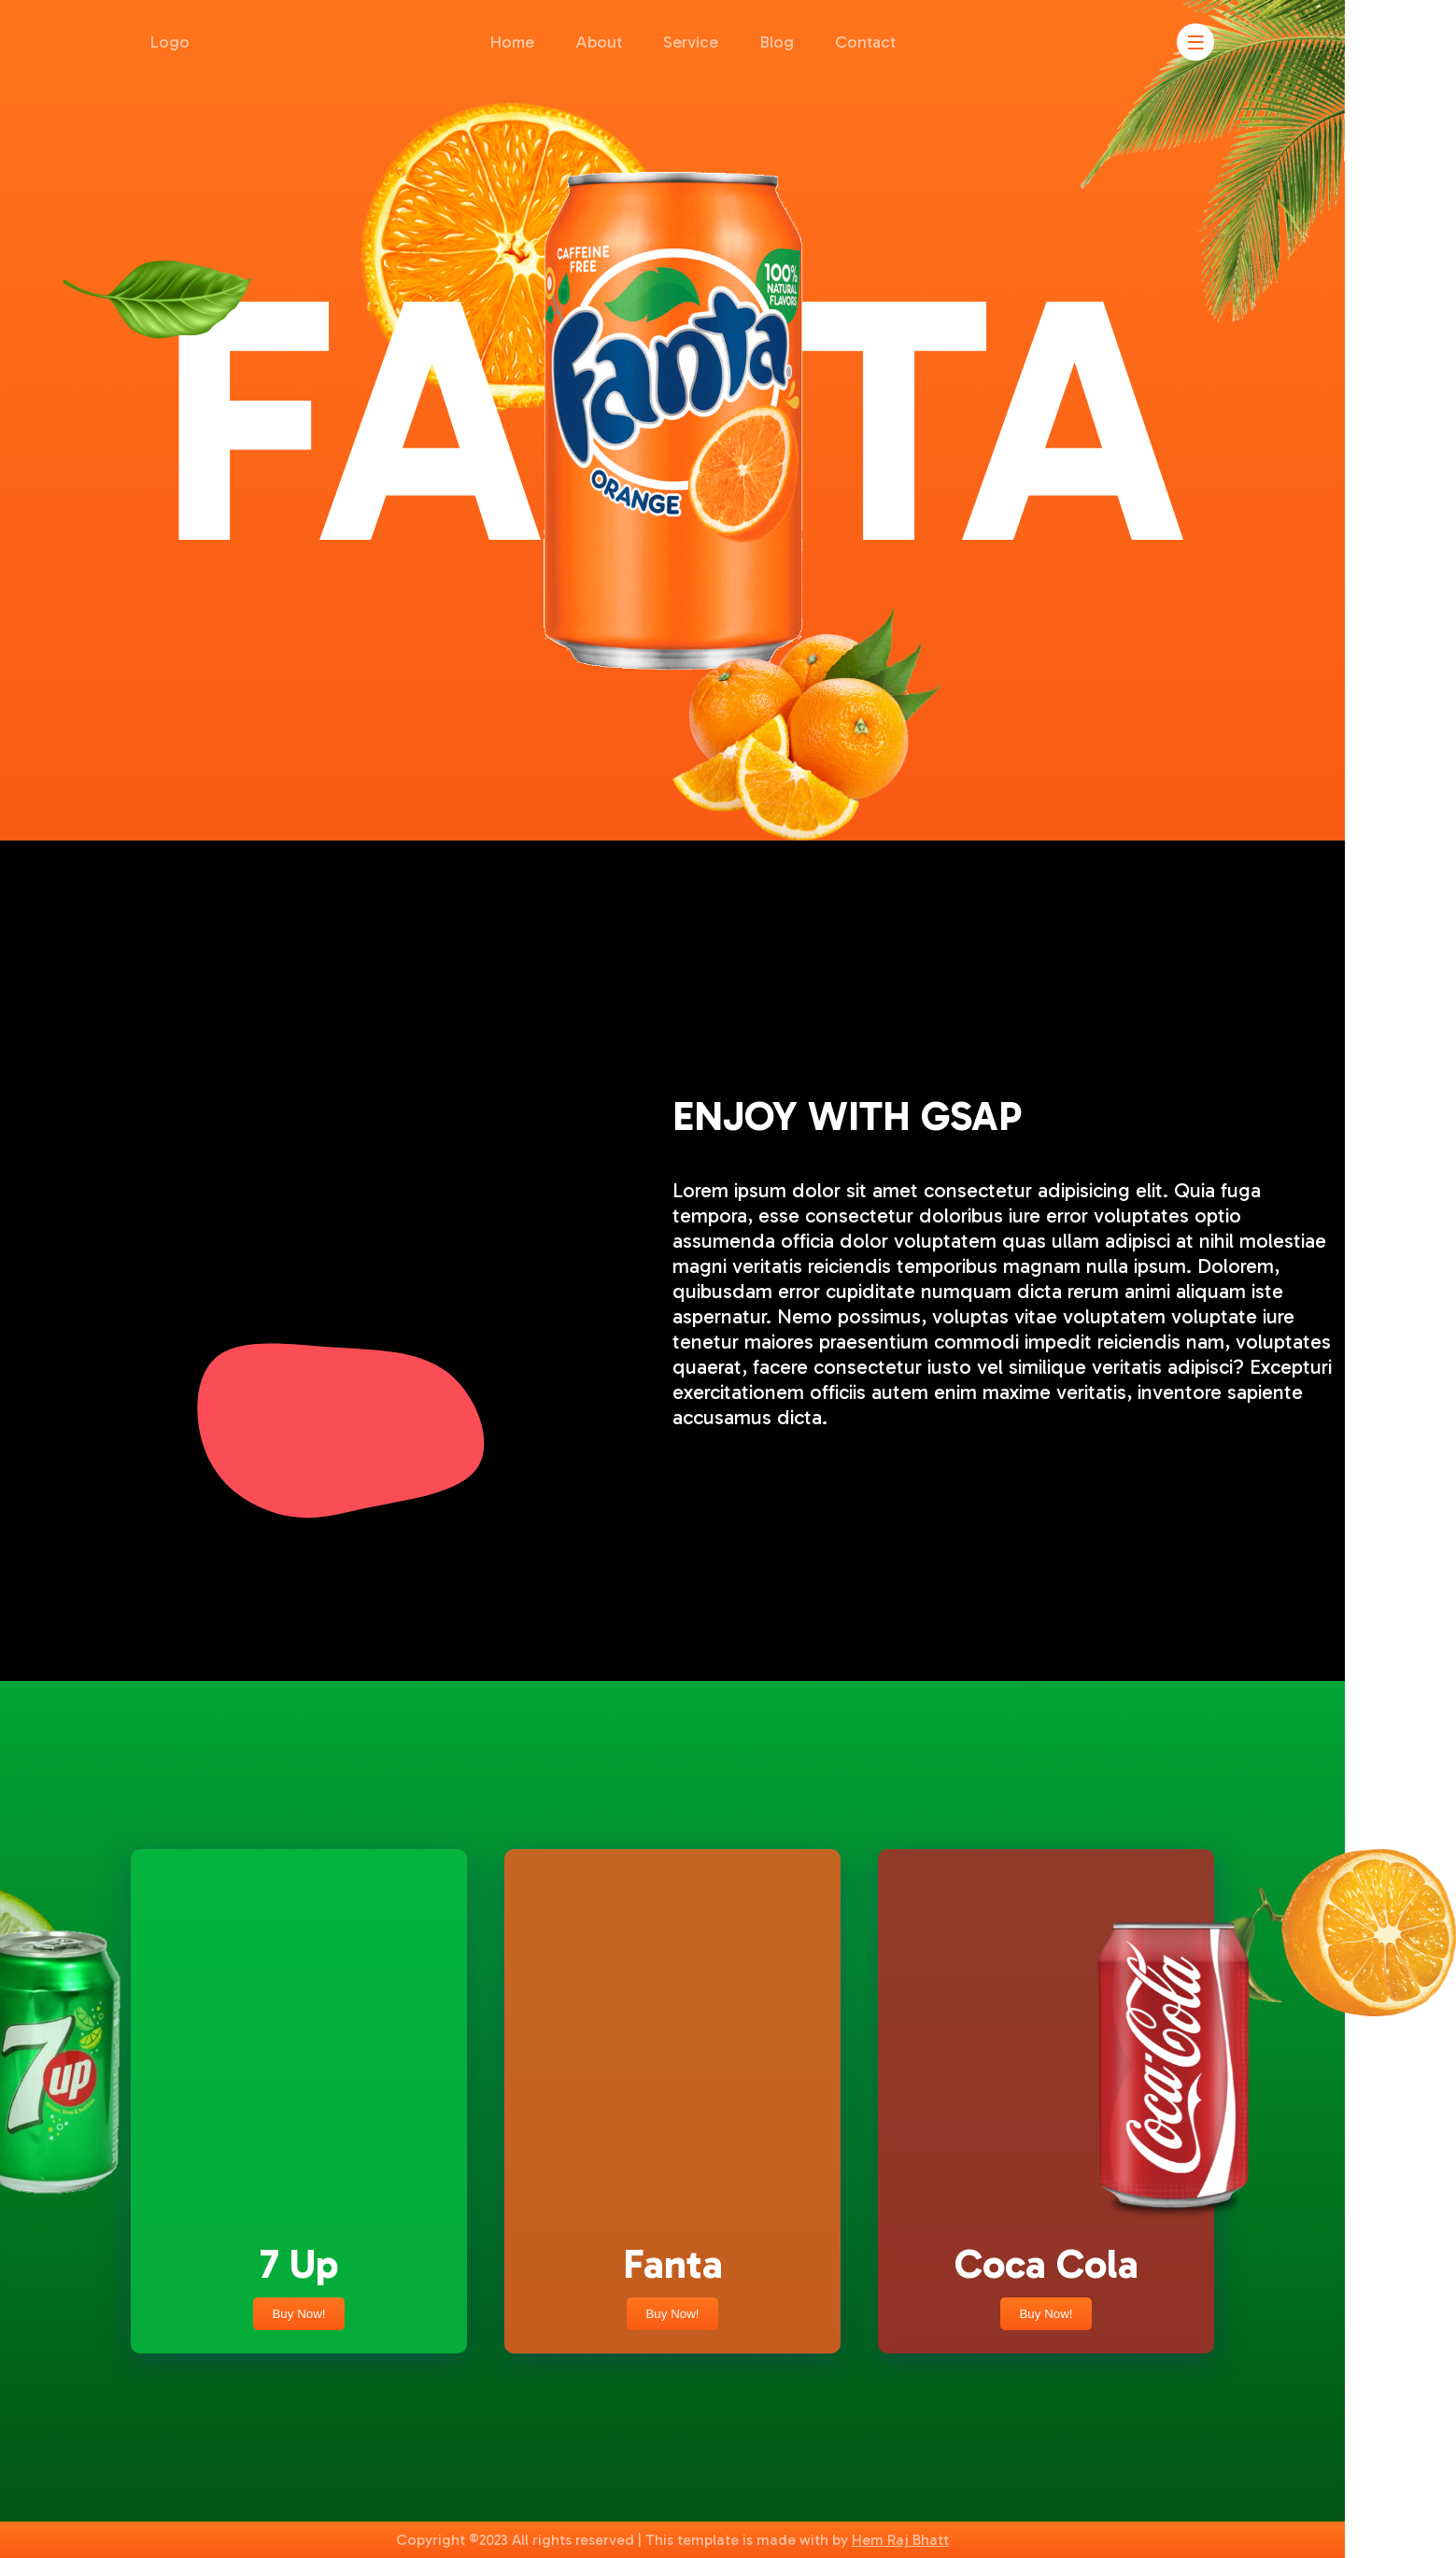 Logo
Home
About
Service
Blog
Contact
FA TA
CAFFEINE
FREE
100%
NATURAL
FLAVORS
Fanta
®
ORANGE
ENJOY WITH GSAP
Lorem ipsum dolor sit amet consectetur adipisicing elit. Quia fuga
tempora, esse consectetur doloribus iure error voluptates optio
assumenda officia dolor voluptatem quas ullam adipisci at nihil molestiae
magni veritatis reiciendis temporibus magnam nulla ipsum. Dolorem,
quibusdam error cupiditate numquam dicta rerum animi aliquam iste
aspernatur. Nemo possimus, voluptas vitae voluptatem voluptate iure
tenetur maiores praesentium commodi impedit reiciendis nam, voluptates
quaerat, facere consectetur iusto vel similique veritatis adipisci? Excepturi
exercitationem officiis autem enim maxime veritatis, inventore sapiente
accusamus dicta.
7up
Coca-Cola
7 Up
Fanta
Coca Cola
Buy Now!
Buy Now!
Buy Now!
Copyright ©2023 All rights reserved | This template is made with by Hem Raj Bhatt